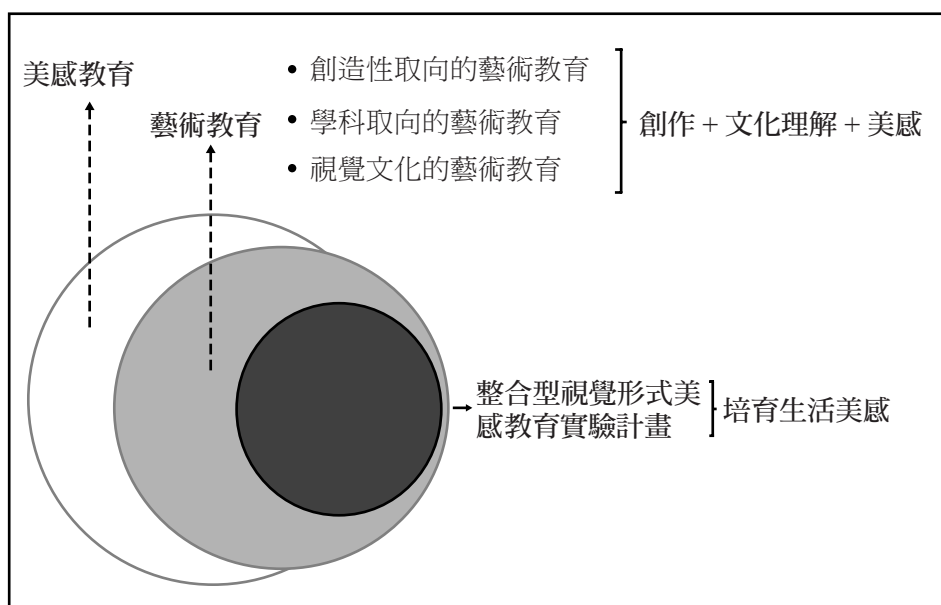 美感教育
藝術教育
• 創造性取向的藝術教育
• 學科取向的藝術教育
• 視覺文化的藝術教育
創作 + 文化理解 + 美感
整合型視覺形式美
感教育實驗計畫
培育生活美感